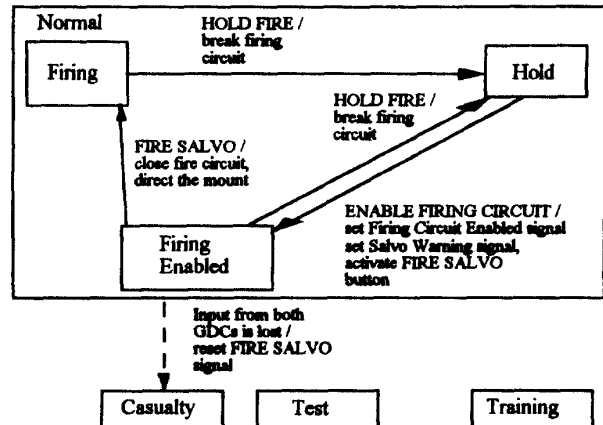 Normal
HOLD FIRE /
break firing
circuit
Firing
Hold
HOLD FIRE /
break firing
circuit
FIRE SALVO /
close fire circuit,
direct the mount
ENABLE FIRING CIRCUIT /
set Firing Circuit Enabled signal
set Salvo Warning signal,
activate FIRE SALVO
button
Firing
Enabled
Input from both
GDCs is lost /
reset FIRE SALVO
signal
Casualty
Test
Training